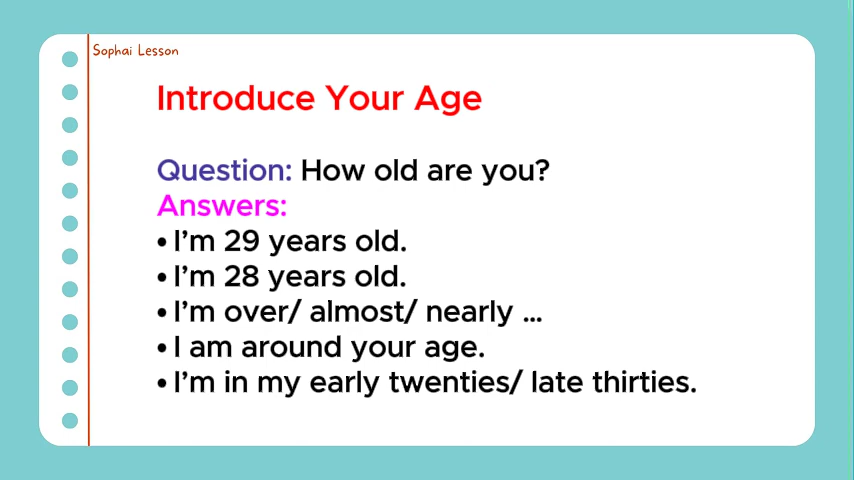 Sophai Lesson
Introduce Your Age
Question: How old are you?
Answers:
• I’m 29 years old.
• I’m 28 years old.
• I’m over/ almost/ nearly ...
• I am around your age.
• I’m in my early twenties/ late thirties.